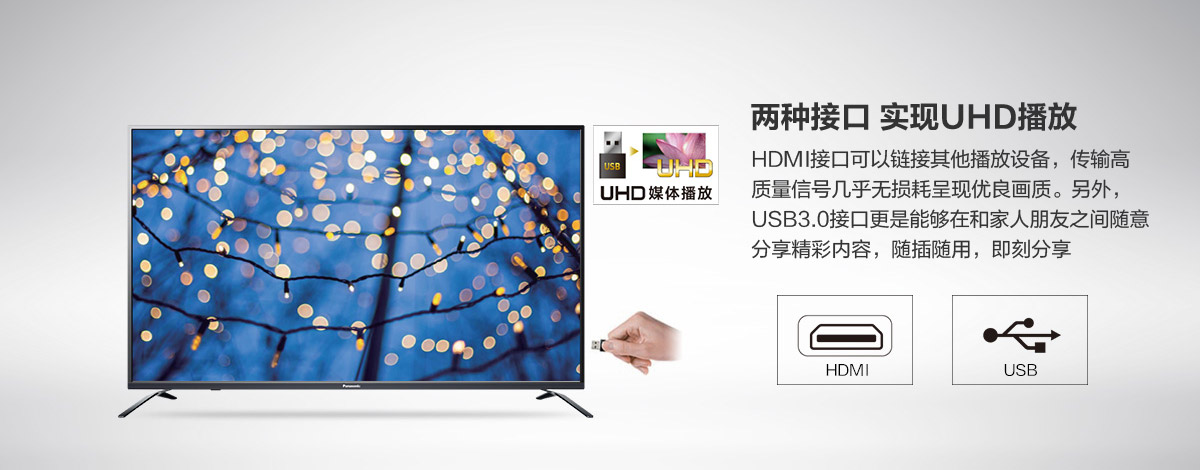 两种接口 实现UHD播放
HDMI接口可以链接其他播放设备，传输高
质量信号几乎无损耗呈现优良画质。另外，
USB3.0接口更是能够在和家人朋友之间随意
分享精彩内容，随插随用，即刻分享
USB
UHD
UHD媒体播放
Panasonic
HDMI
USB